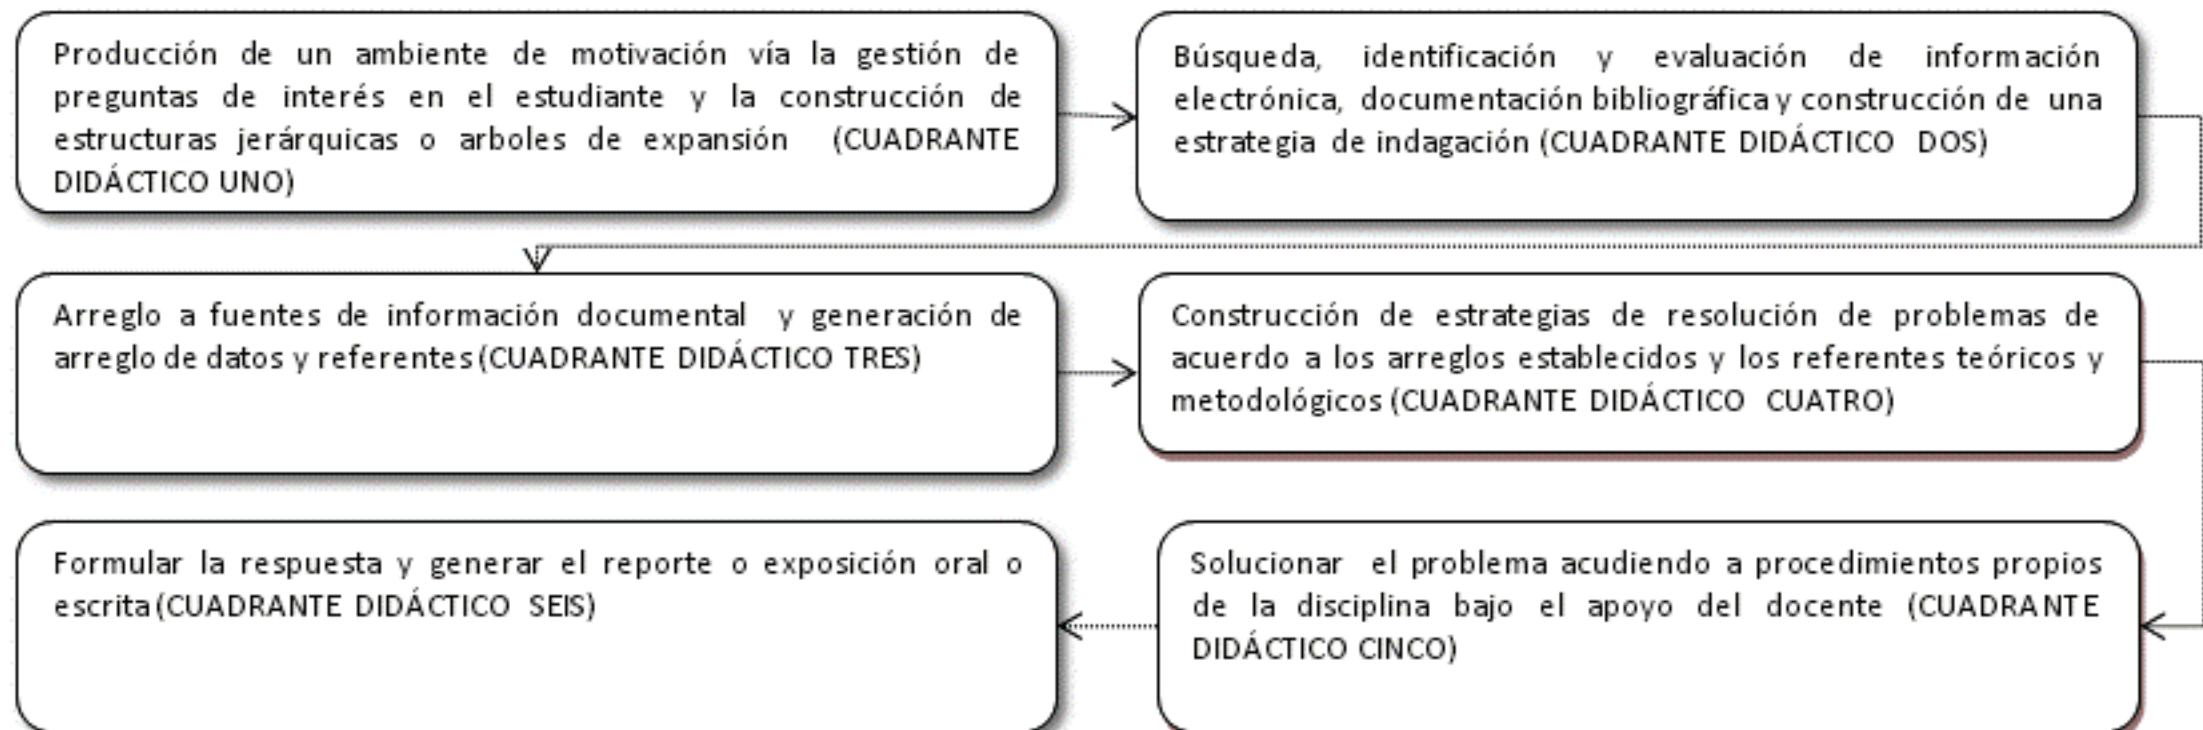 Producción de un ambiente de motivación vía la gestión de
preguntas de interés en el estudiante y la construcción de
estructuras jerárquicas o arboles de expansión (CUADRANTE
DIDÁCTICO UNO)
Búsqueda, identificación y evaluación de información
electrónica, documentación bibliográfica y construcción de una
estrategia de indagación (CUADRANTE DIDÁCTICO DOS)
Arreglo a fuentes de información documental y generación de
arreglo de datos y referentes (CUADRANTE DIDÁCTICO TRES)
Construcción de estrategias de resolución de problemas de
acuerdo a los arreglos establecidos y los referentes teóricos y
metodológicos (CUADRANTE DIDÁCTICO CUATRO)
Solucionar el problema acudiendo a procedimientos propios
de la disciplina bajo el apoyo del docente (CUADRANTE
DIDÁCTICO CINCO)
Formular la respuesta y generar el reporte o exposición oral o
escrita (CUADRANTE DIDÁCTICO SEIS)